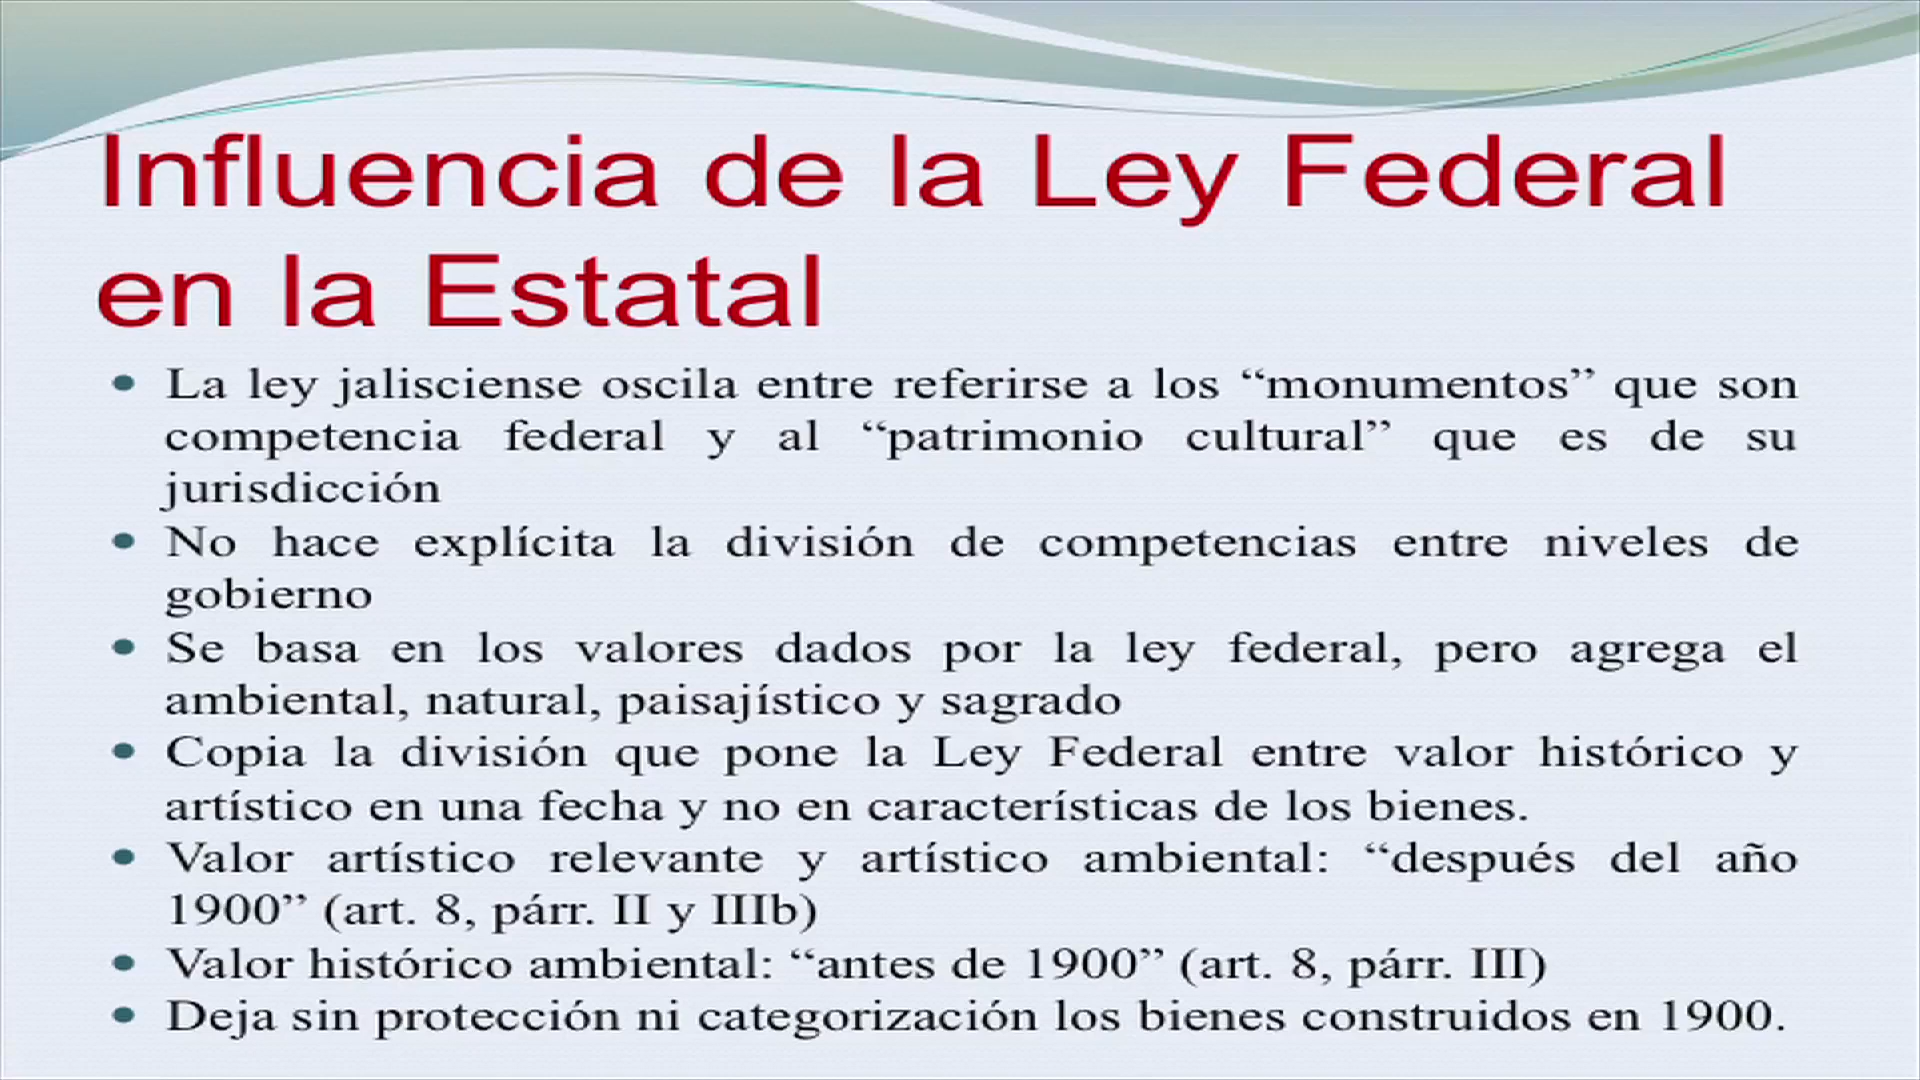 Influencia de la Ley Federal
en la Estatal
• La ley jalisciense oscila entre referirse a los “monumentos” que son
competencia federal y al “patrimonio cultural” que es de su
jurisdicción
• No hace explícita la división de competencias entre niveles de
gobierno
• Se basa en los valores dados por la ley federal, pero agrega el
ambiental, natural, paisajístico y sagrado
• Copia la división que pone la Ley Federal entre valor histórico y
artístico en una fecha y no en características de los bienes.
• Valor artístico relevante y artístico ambiental: “después del año
1900” (art. 8, párr. II y IIIb)
• Valor histórico ambiental: “antes de 1900” (art. 8, párr. III)
• Deja sin protección ni categorización los bienes construidos en 1900.